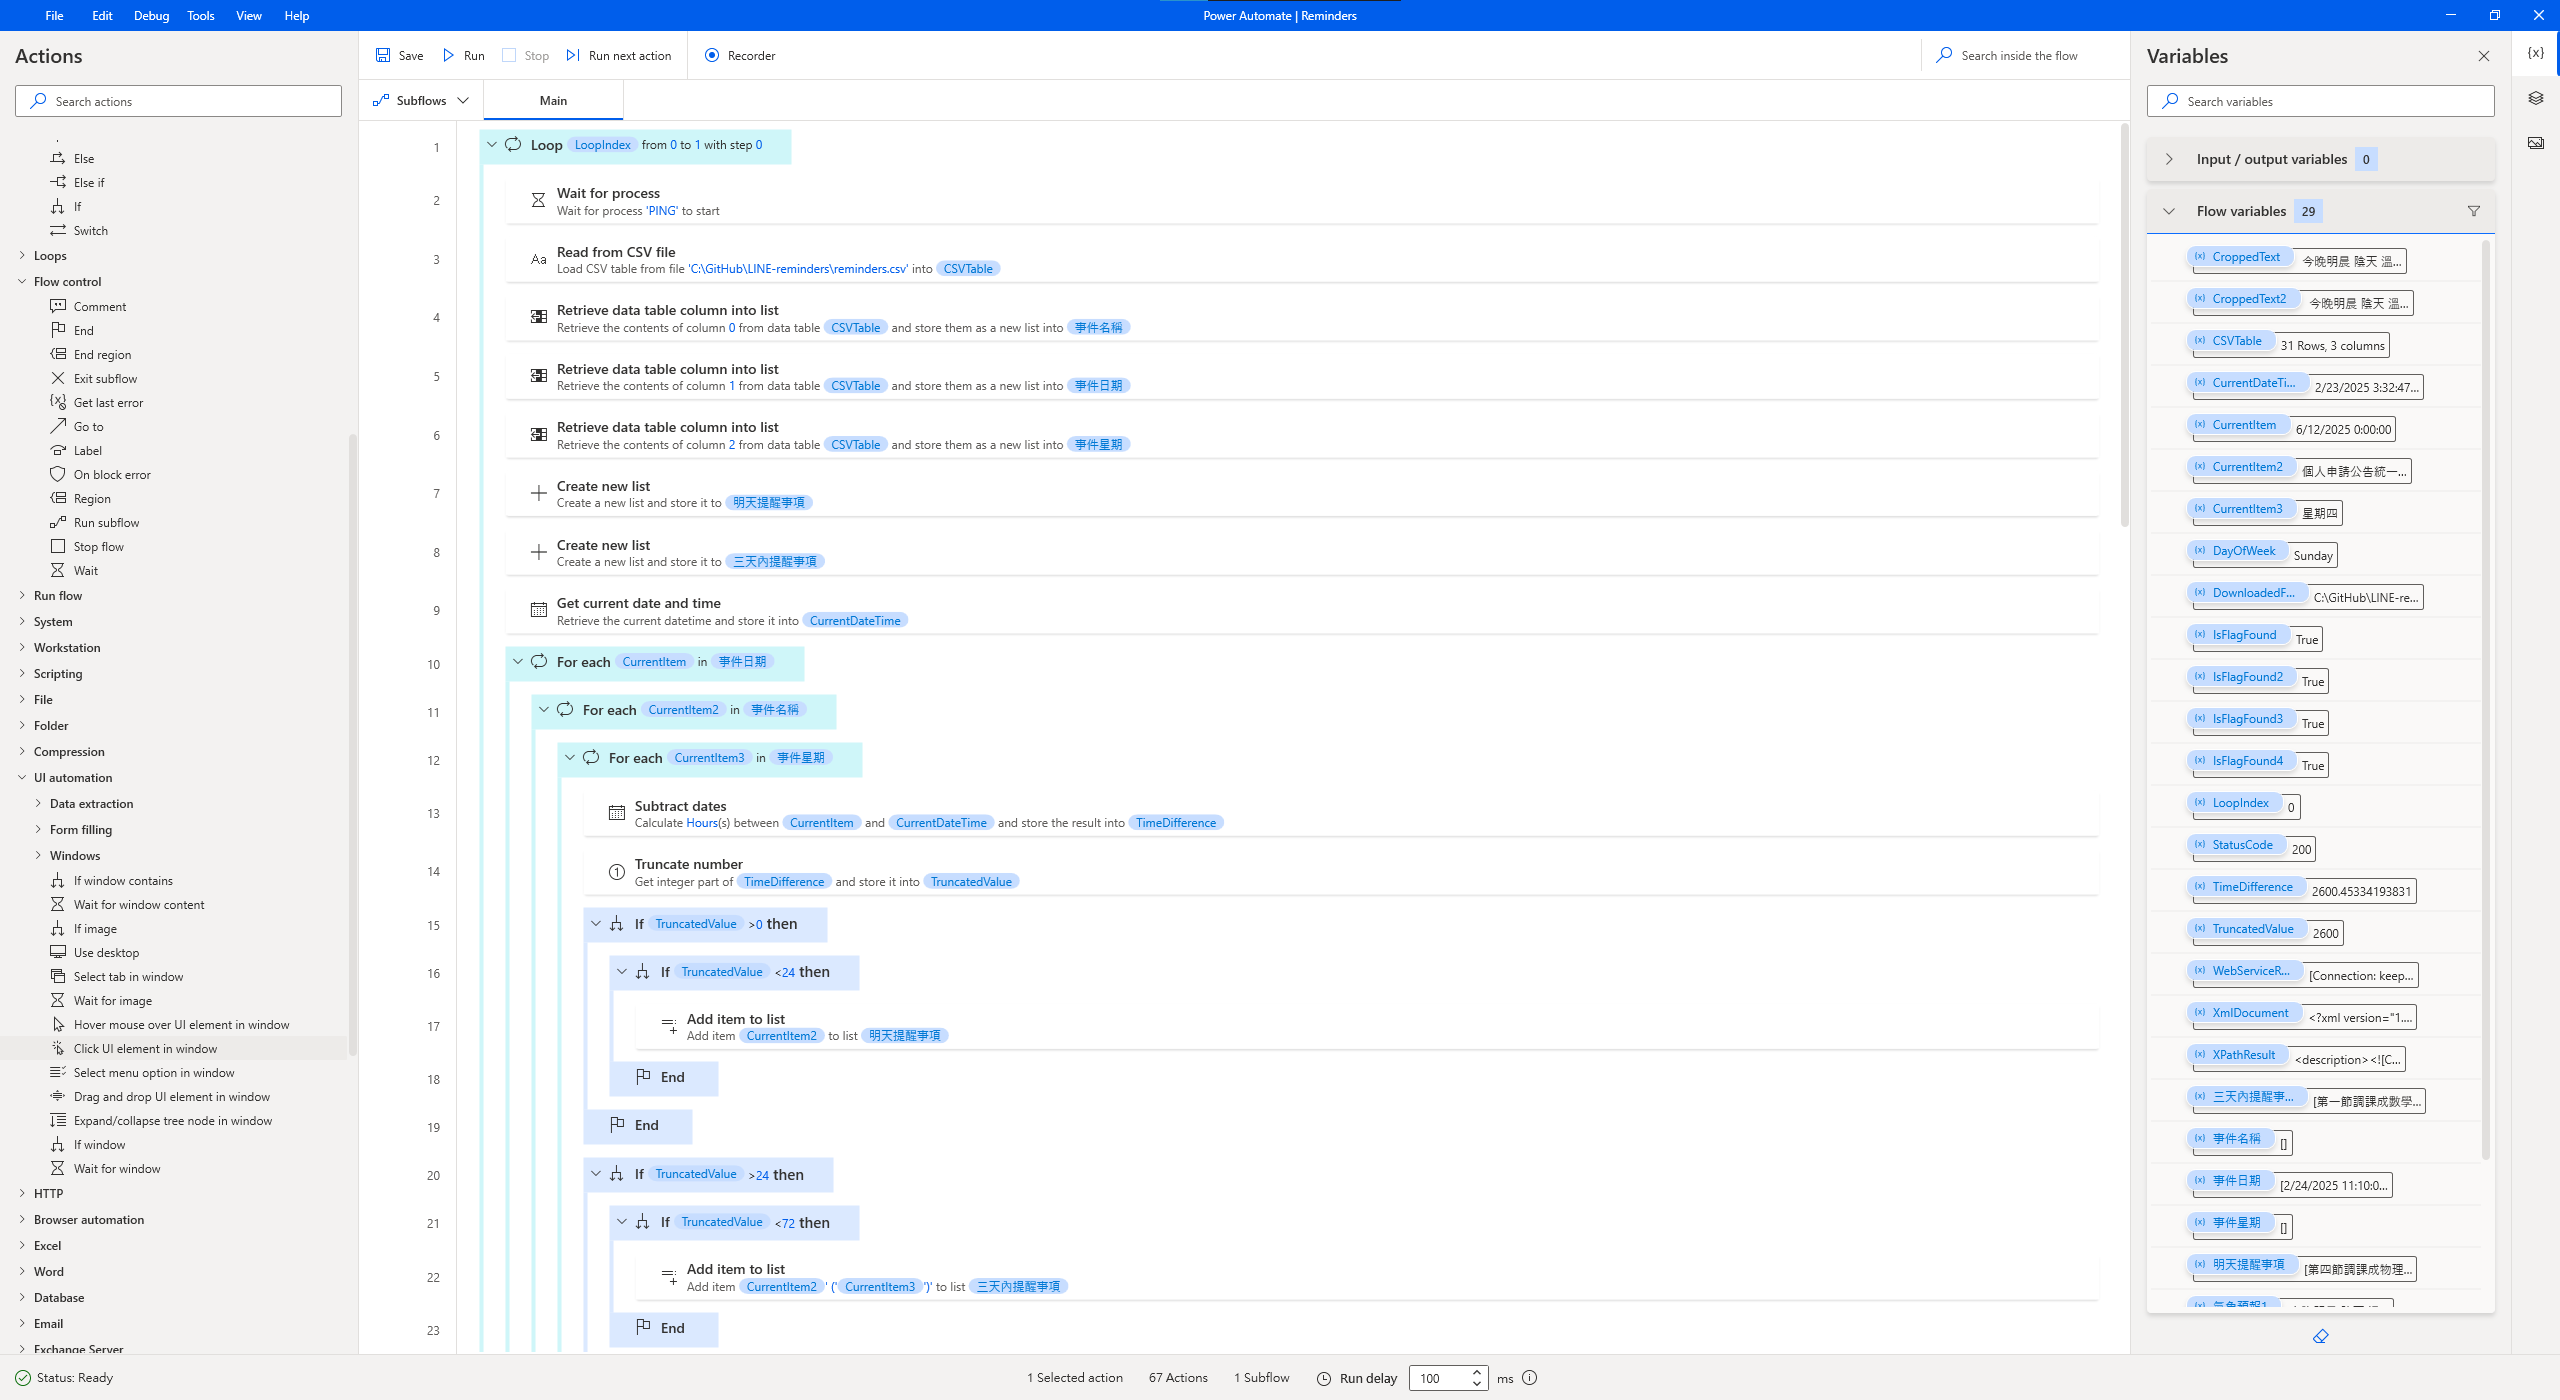 File Edit Debug Tools View Help
Power Automate | Reminders
Actions
Search actions
Else
Else if
If
Switch
Loops
Flow control
Comment
End
End region
Exit subflow
Get last error
Go to
Label
On block error
Region
Run subflow
Stop flow
Wait
Run flow
System
Workstation
Scripting
File
Folder
Compression
UI automation
Data extraction
Form filling
Windows
If window contains
Wait for window content
If image
Use desktop
Select tab in window
Wait for image
Hover mouse over UI element in window
Click UI element in window
Select menu option in window
Drag and drop UI element in window
Expand/collapse tree node in window
If window
Wait for window
HTTP
Browser automation
Excel
Word
Database
Email
Exchange Server
Save Run Stop Run next action Recorder
Search inside the flow
Subflows Main
1 Loop LoopIndex from 0 to 1 with step 0
2 Wait for process
Wait for process 'PING' to start
3 Aa Read from CSV file
Load CSV table from file 'C:\GitHub\LINE-reminders\reminders.csv' into CSVTable
4 Retrieve data table column into list
Retrieve the contents of column 0 from data table CSVTable and store them as a new list into 事件名稱
5 Retrieve data table column into list
Retrieve the contents of column 1 from data table CSVTable and store them as a new list into 事件日期
6 Retrieve data table column into list
Retrieve the contents of column 2 from data table CSVTable and store them as a new list into 事件星期
7 Create new list
Create a new list and store it to 明天提醒事項
8 Create new list
Create a new list and store it to 三天內提醒事項
9 Get current date and time
Retrieve the current datetime and store it into CurrentDateTime
10 For each CurrentItem in 事件日期
11 For each CurrentItem2 in 事件名稱
12 For each CurrentItem3 in 事件星期
13 Subtract dates
Calculate Hours(s) between CurrentItem and CurrentDateTime and store the result into TimeDifference
14 Truncate number
Get integer part of TimeDifference and store it into TruncatedValue
15 If TruncatedValue >0 then
16 If TruncatedValue <24 then
17 Add item to list
Add item CurrentItem2 to list 明天提醒事項
18 End
19 End
20 If TruncatedValue >24 then
21 If TruncatedValue <72 then
22 Add item to list
Add item CurrentItem2 ' (' CurrentItem3 ')' to list 三天內提醒事項
23 End
Variables
Search variables
Input / output variables 0
Flow variables 29
CroppedText 今晚明晨 陰天 溫...
CroppedText2 今晚明晨 陰天 溫...
CSVTable 31 Rows, 3 columns
CurrentDateTi... 2/23/2025 3:32:47...
CurrentItem 6/12/2025 0:00:00
CurrentItem2 個人申請公告統一...
CurrentItem3 星期四
DayOfWeek Sunday
DownloadedF... C:\GitHub\LINE-re...
IsFlagFound True
IsFlagFound2 True
IsFlagFound3 True
IsFlagFound4 True
LoopIndex 0
StatusCode 200
TimeDifference 2600.45334193831
TruncatedValue 2600
WebServiceR... [Connection: keep...
XmlDocument <?xml version="1....
XPathResult <description><![C...
三天內提醒事... [第一節調課成數學...
事件名稱 []
事件日期 [2/24/2025 11:10:0...
事件星期 []
明天提醒事項 [第四節調課成物理...
Status: Ready
1 Selected action 67 Actions 1 Subflow Run delay 100 ms